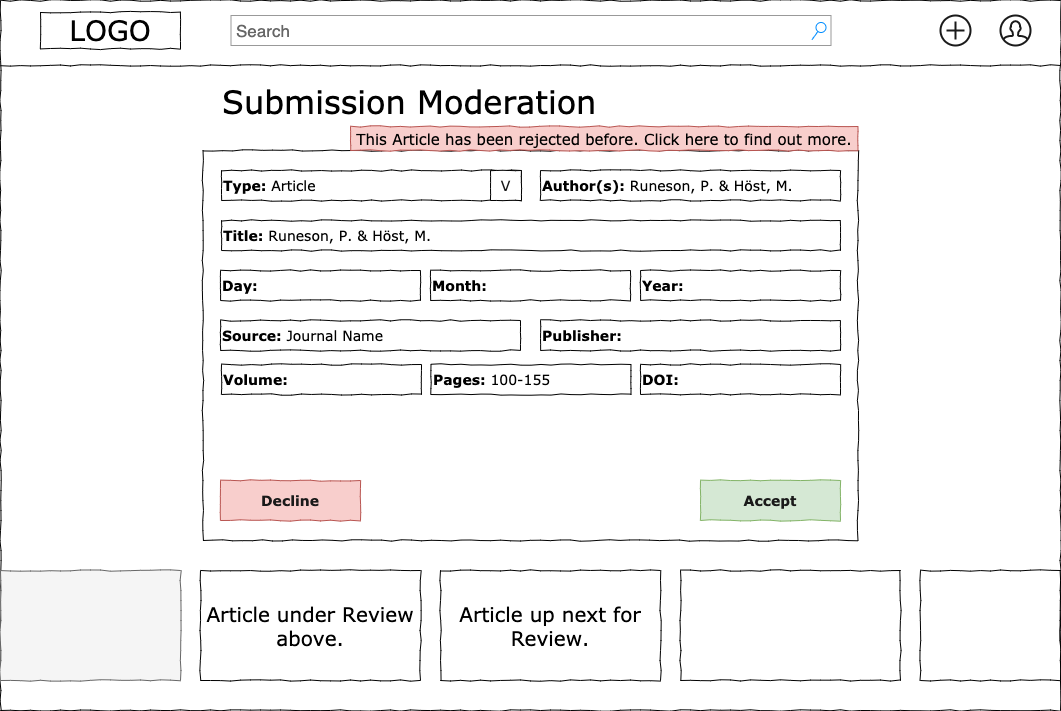 LOGO
Search
Submission Moderation
This Article has been rejected before. Click here to find out more.
Type: Article
V
Author(s): Runeson, P. & Höst, M.
Title: Runeson, P. & Höst, M.
Day:
Month:
Year:
Source: Journal Name
Publisher:
Volume:
Pages: 100-155
DOI:
Decline
Accept
Article under Review
above.
Article up next for
Review.